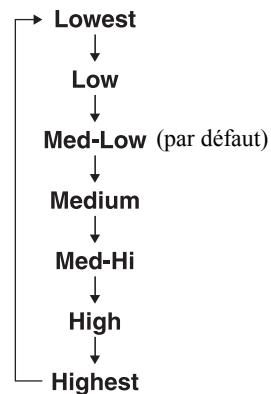 Lowest
Low
Med-Low (par défaut)
Medium
Med-Hi
High
Highest